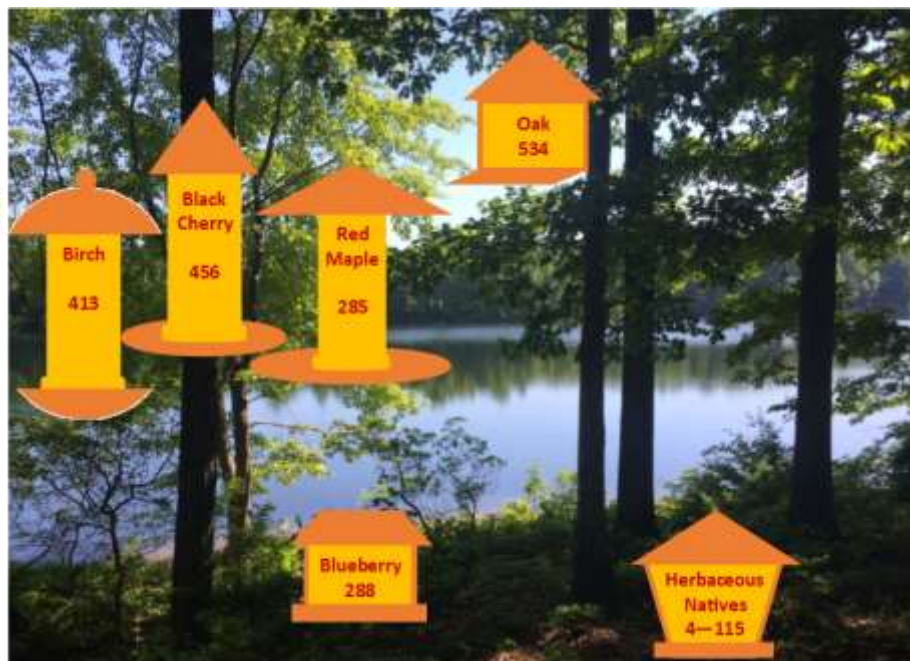 Oak
534
Black
Cherry
456
Birch
413
Red
Maple
285
Blueberry
288
Herbaceous
Natives
4—115